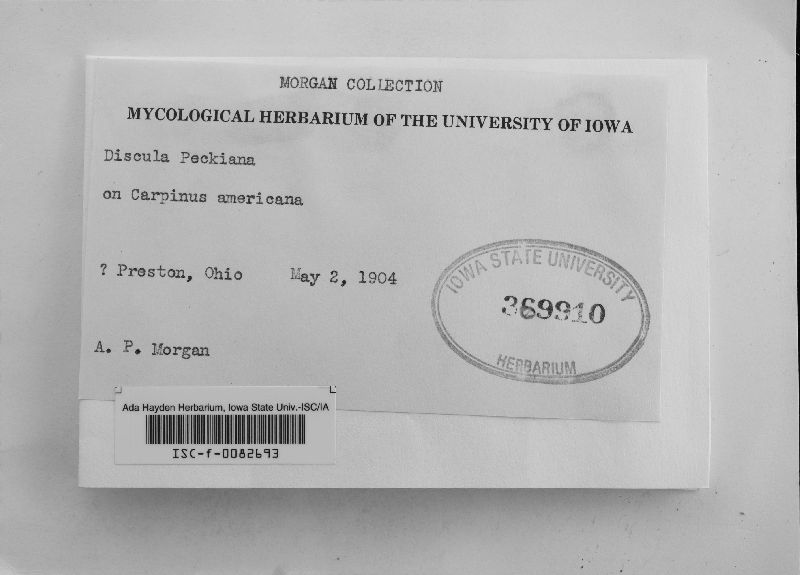 MORGAN COLLECTION
MYCOLOGICAL HERBARIUM OF THE UNIVERSITY OF IOWA
Discula Peckiana
on Carpinus americana
? Preston, Ohio May 2, 1904
A. P. Morgan
IOWA STATE UNIVERSITY
369910
HERBARIUM
Ada Hayden Herbarium, Iowa State Univ.-ISC/IA
ISC-f-0082693